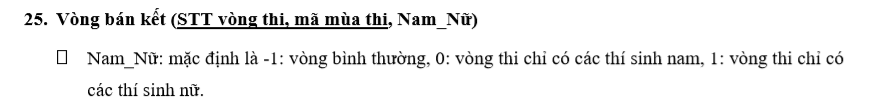 25. Vòng bán kết (STT vòng thi, mã mùa thi, Nam_Nữ)
☐ Nam_Nữ: mặc định là -1: vòng bình thường, 0: vòng thi chỉ có các thí sinh nam, 1: vòng thi chỉ có
các thí sinh nữ.